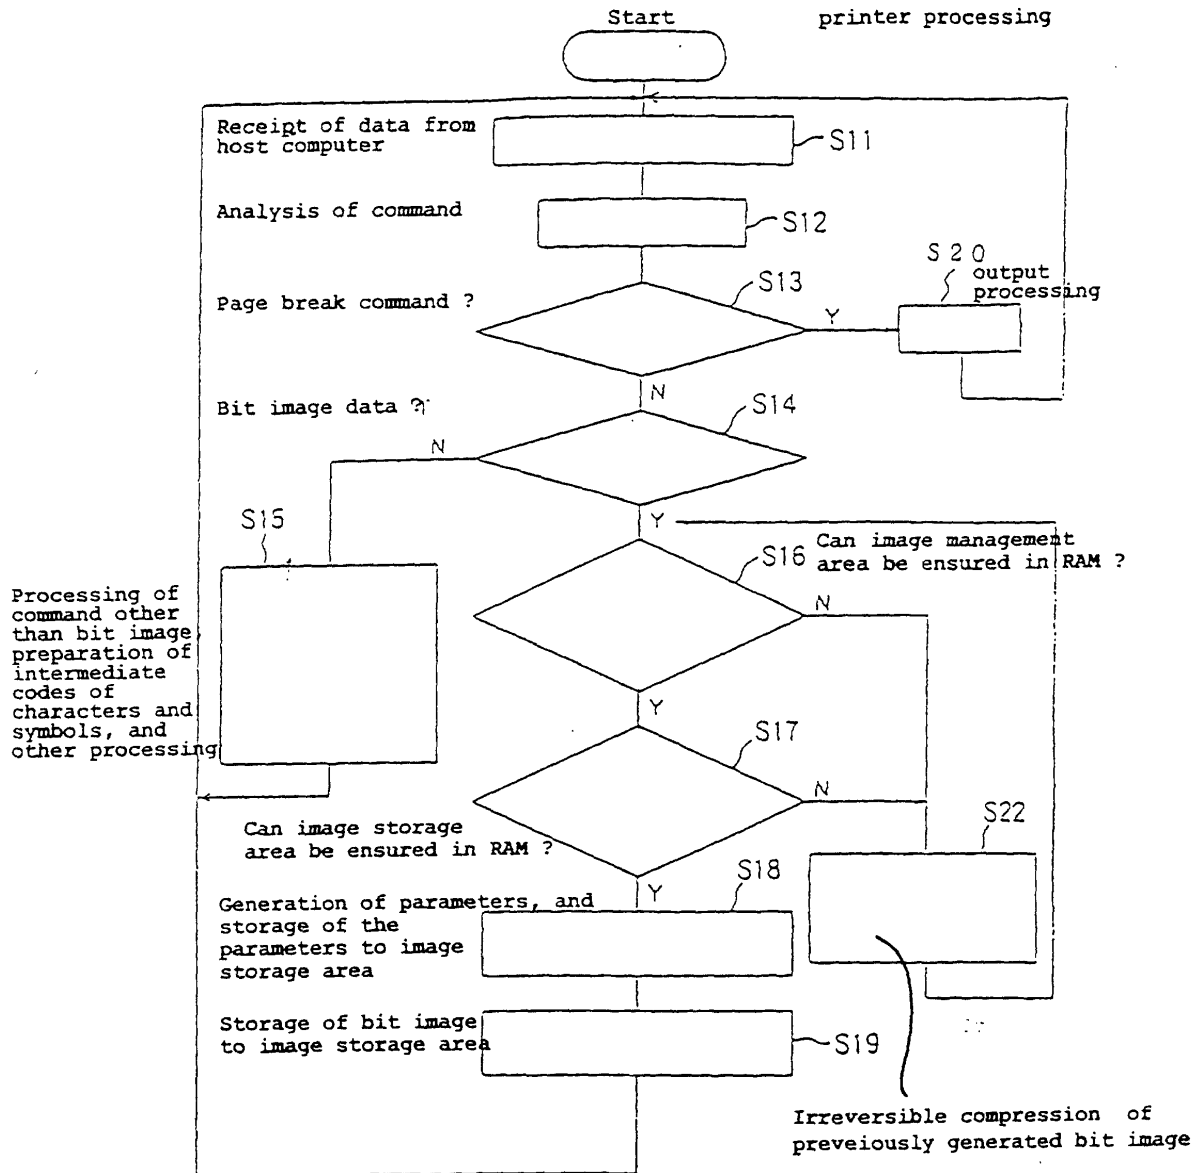 Start
printer processing
Receipt of data from
host computer
S11
Analysis of command
S12
S20
output
processing
Page break command ?
S13
Y
N
Bit image data ?
S14
N
Y
S15
Processing of
command other
than bit image,
preparation of
intermediate
codes of
characters and
symbols, and
other processing
S16
Can image management
area be ensured in RAM ?
N
Y
S17
N
Can image storage
area be ensured in RAM ?
Y
S22
S18
Generation of parameters, and
storage of the
parameters to image
storage area
Storage of bit image
to image storage area
S19
Irreversible compression of
preveiously generated bit image